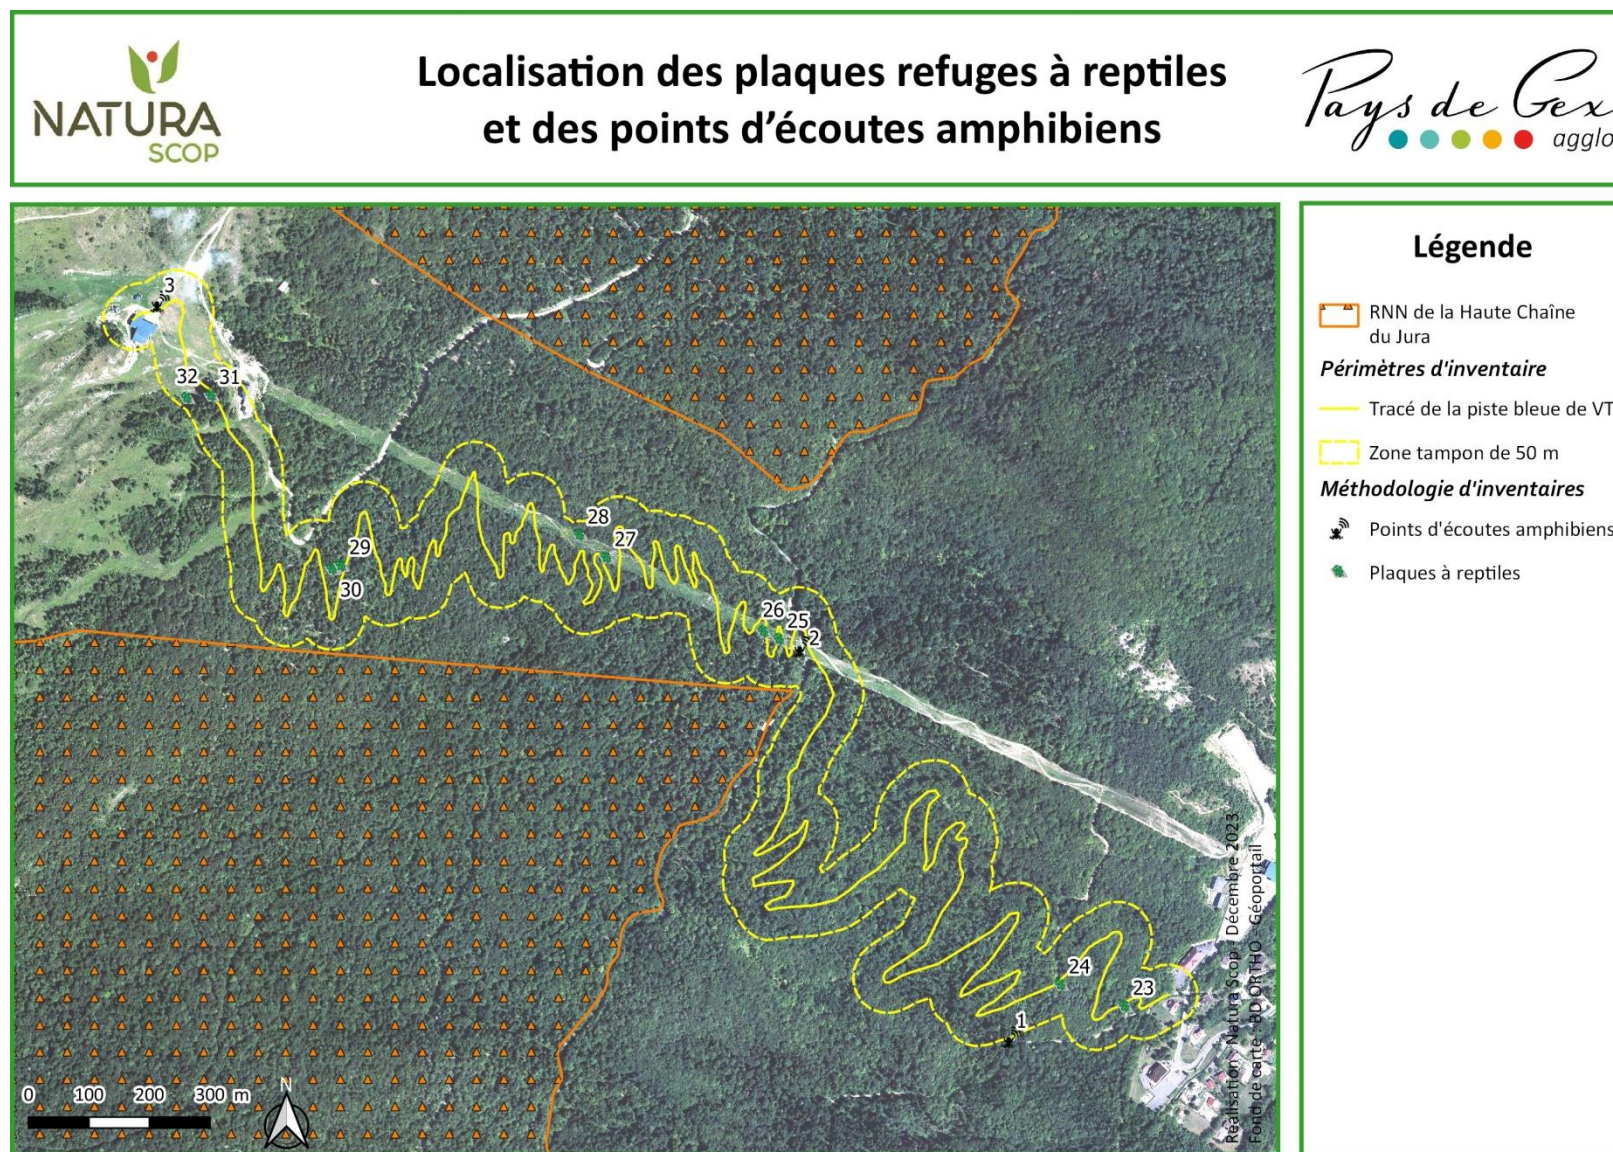 NATURA
SCOP
Localisation des plaques refuges à reptiles
et des points d'écoutes amphibiens
Pays de Gex
agglo
Légende
RNN de la Haute Chaîne
du Jura
Périmètres d'inventaire
Tracé de la piste bleue de VT
Zone tampon de 50 m
Méthodologie d'inventaires
Points d'écoutes amphibiens
Plaques à reptiles
3
32
31
28
27
29
30
26
25
2
24
23
1
0 100 200 300 m
N
Réalisation : Natura Scop - Décembre 2023
Fond de carte : BD ORTHO - Géoportail